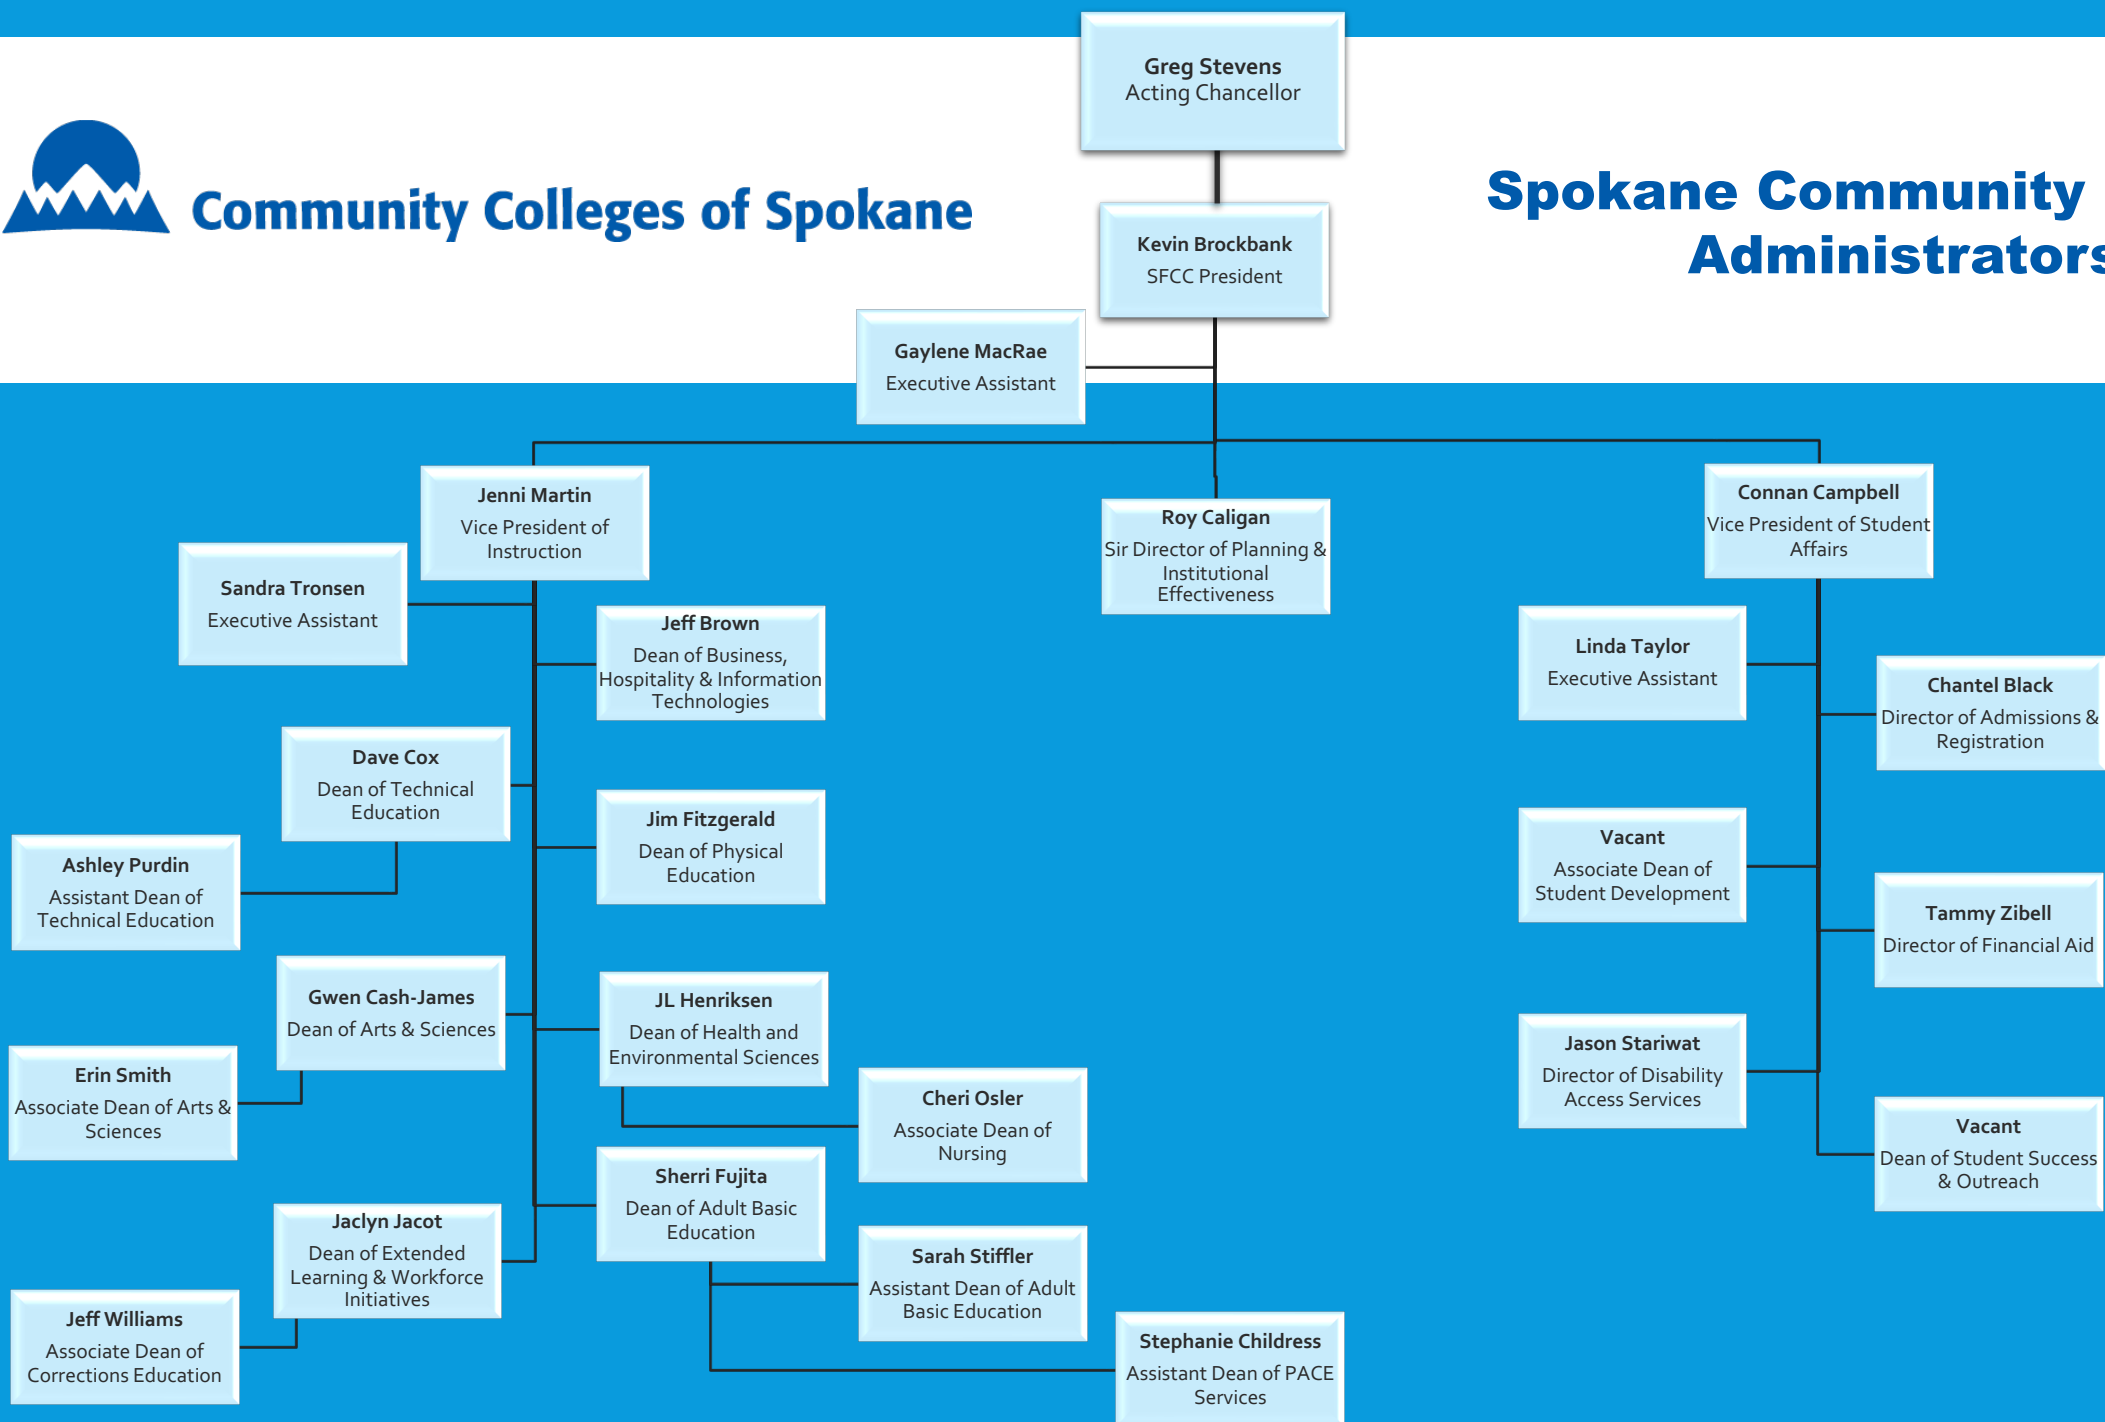 Greg Stevens
Acting Chancellor
Community Colleges of Spokane
Spokane Community
Administrators
Kevin Brockbank
SFCC President
Gaylene MacRae
Executive Assistant
Jenni Martin
Vice President of
Instruction
Roy Caligan
Sir Director of Planning &
Institutional
Effectiveness
Connan Campbell
Vice President of Student
Affairs
Sandra Tronsen
Executive Assistant
Jeff Brown
Dean of Business,
Hospitality & Information
Technologies
Linda Taylor
Executive Assistant
Chantel Black
Director of Admissions &
Registration
Dave Cox
Dean of Technical
Education
Jim Fitzgerald
Dean of Physical
Education
Vacant
Associate Dean of
Student Development
Ashley Purdin
Assistant Dean of
Technical Education
Tammy Zibell
Director of Financial Aid
Gwen Cash-James
Dean of Arts & Sciences
JL Henriksen
Dean of Health and
Environmental Sciences
Jason Stariwat
Director of Disability
Access Services
Erin Smith
Associate Dean of Arts &
Sciences
Cheri Osler
Associate Dean of
Nursing
Vacant
Dean of Student Success
& Outreach
Sherri Fujita
Dean of Adult Basic
Education
Jaclyn Jacot
Dean of Extended
Learning & Workforce
Initiatives
Sarah Stiffler
Assistant Dean of Adult
Basic Education
Jeff Williams
Associate Dean of
Corrections Education
Stephanie Childress
Assistant Dean of PACE
Services